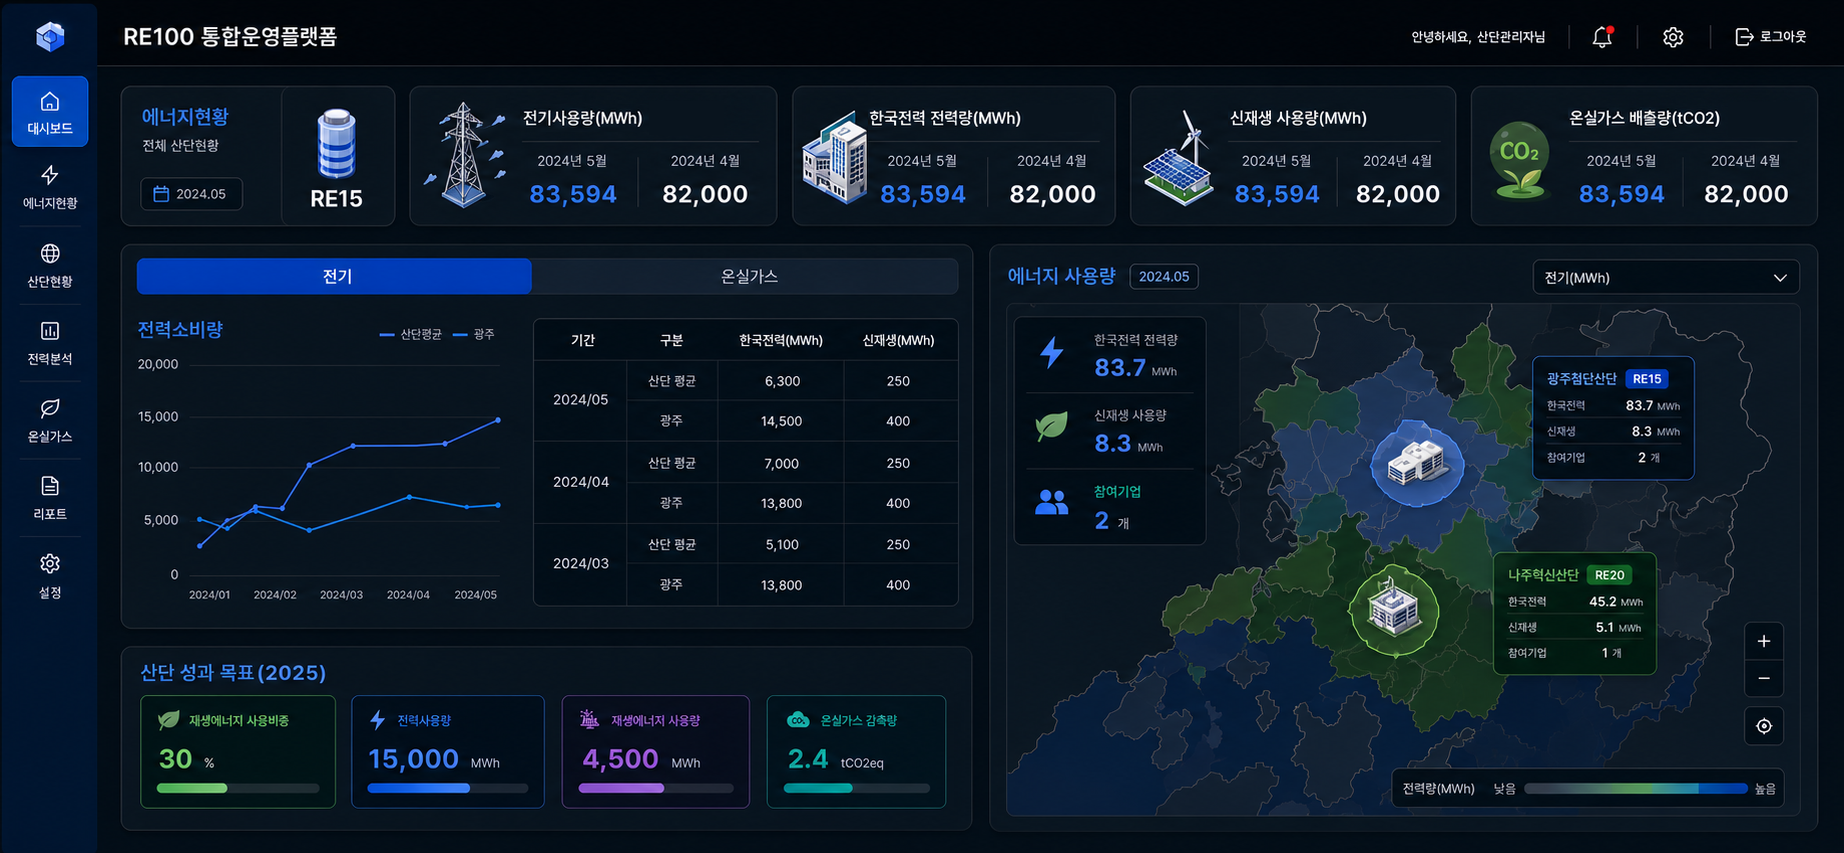 RE100 통합운영플랫폼
안녕하세요, 산단관리자님
로그아웃
대시보드
에너지현황
산단현황
전력분석
온실가스
리포트
설정
에너지현황
전체 산단현황
2024.05
RE15
전기사용량(MWh)
2024년 5월 2024년 4월
83,594 82,000
한국전력 전력량(MWh)
2024년 5월 2024년 4월
83,594 82,000
신재생 사용량(MWh)
2024년 5월 2024년 4월
83,594 82,000
CO₂
온실가스 배출량(tCO2)
2024년 5월 2024년 4월
83,594 82,000
전기 온실가스
전력소비량
산단평균 광주
20,000
15,000
10,000
5,000
0
2024/01 2024/02 2024/03 2024/04 2024/05
기간 구분 한국전력(MWh) 신재생(MWh)
2024/05
산단 평균 6,300 250
광주 14,500 400
2024/04
산단 평균 7,000 250
광주 13,800 400
2024/03
산단 평균 5,100 250
광주 13,800 400
산단 성과 목표(2025)
재생에너지 사용비중
30 %
전력사용량
15,000 MWh
재생에너지 사용량
4,500 MWh
CO₂
온실가스 감축량
2.4 tCO2eq
에너지 사용량 2024.05
전기(MWh)
한국전력 전력량
83.7 MWh
신재생 사용량
8.3 MWh
참여기업
2 개
광주첨단산단 RE15
한국전력 83.7 MWh
신재생 8.3 MWh
참여기업 2 개
나주혁신산단 RE20
한국전력 45.2 MWh
신재생 5.1 MWh
참여기업 1 개
+
−
전력량(MWh) 낮음 높음